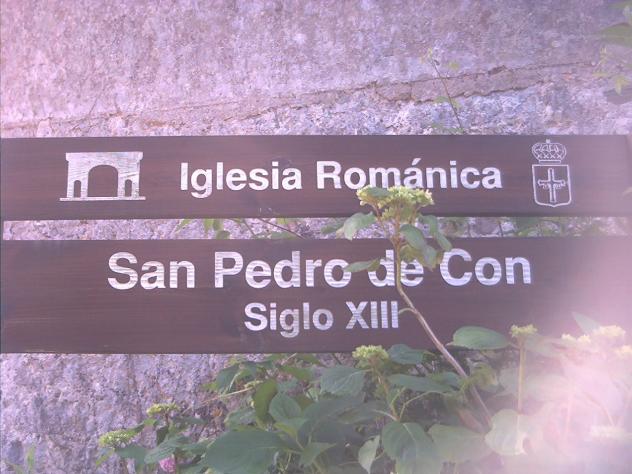 Iglesia Románica
San Pedro de Con
Siglo XIII